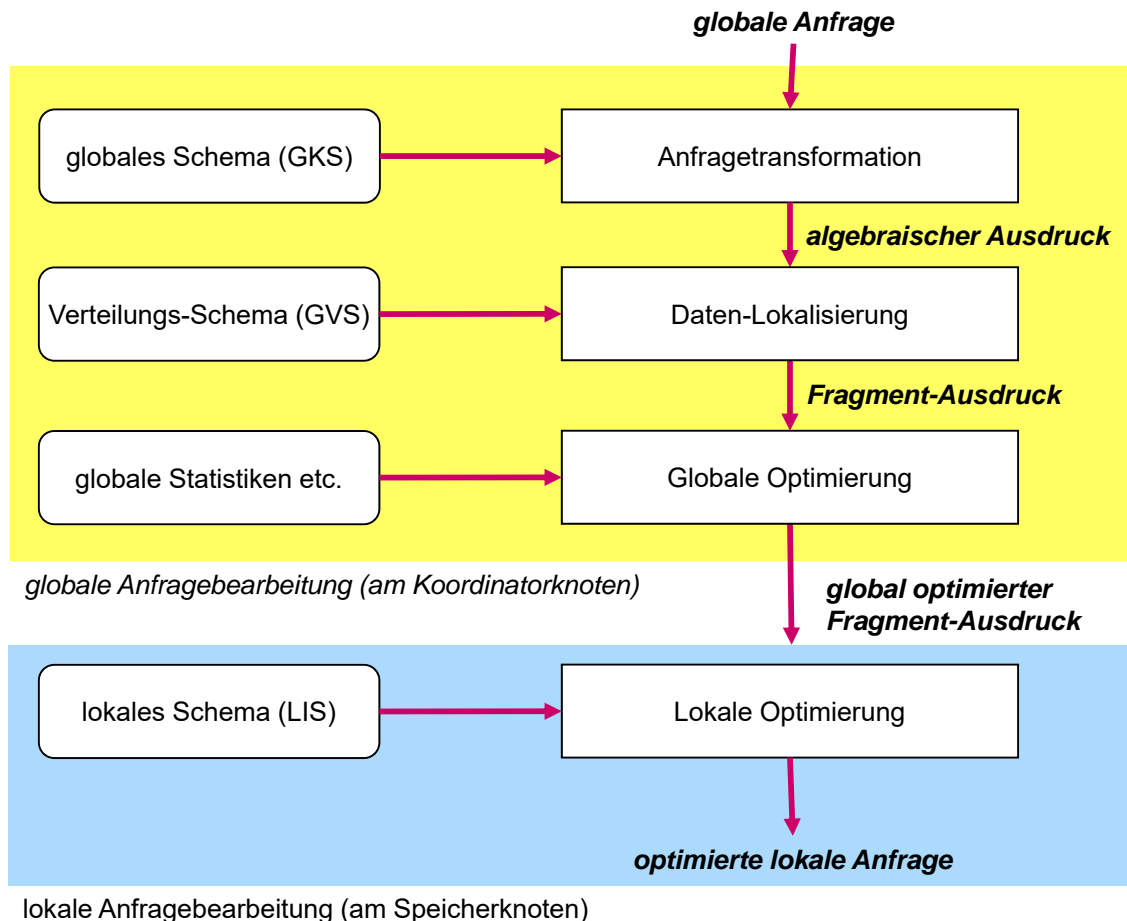 globale Anfrage
globales Schema (GKS)
Anfragetransformation
algebraischer Ausdruck
Verteilungs-Schema (GVS)
Daten-Lokalisierung
Fragment-Ausdruck
globale Statistiken etc.
Globale Optimierung
globale Anfragebearbeitung (am Koordinatorknoten)
global optimierter
Fragment-Ausdruck
lokales Schema (LIS)
Lokale Optimierung
optimierte lokale Anfrage
lokale Anfragebearbeitung (am Speicherknoten)